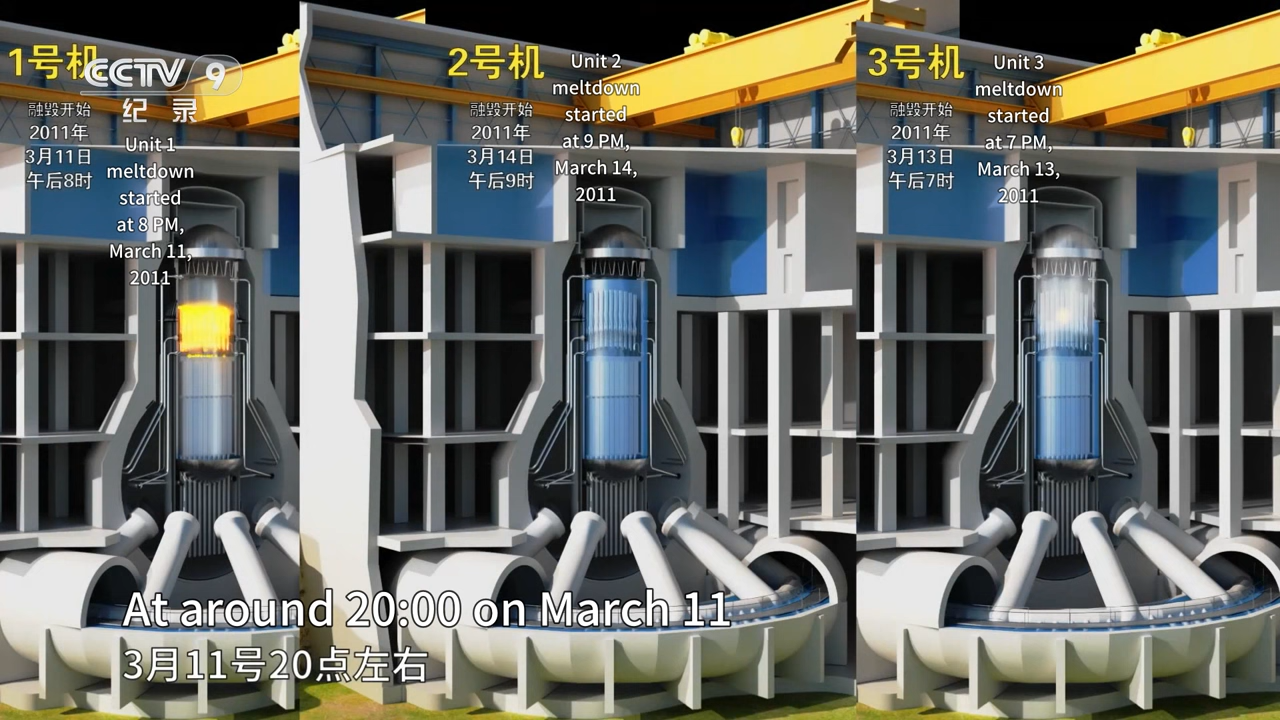 1号机
CCTV 9
纪录
融毁开始
2011年
3月11日
午后8时
Unit 1
meltdown
started
at 8 PM,
March 11,
2011
2号机
融毁开始
2011年
3月14日
午后9时
Unit 2
meltdown
started
at 9 PM,
March 14,
2011
3号机
融毁开始
2011年
3月13日
午后7时
Unit 3
meltdown
started
at 7 PM,
March 13,
2011
At around 20:00 on March 11
3月11号20点左右